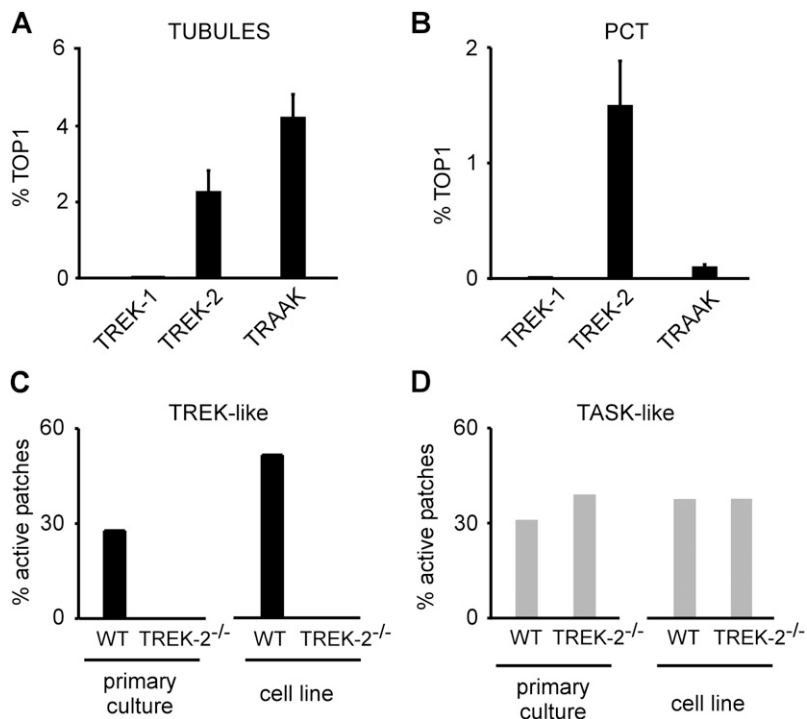 A
TUBULES
% TOP1
6
4
2
0
TREK-1
TREK-2
TRAAK
B
PCT
% TOP1
2
1
0
TREK-1
TREK-2
TRAAK
C
TREK-like
% active patches
60
30
0
WT TREK-2-/-
WT TREK-2-/-
primary
culture
cell line
D
TASK-like
% active patches
60
30
0
WT TREK-2-/-
WT TREK-2-/-
primary
culture
cell line